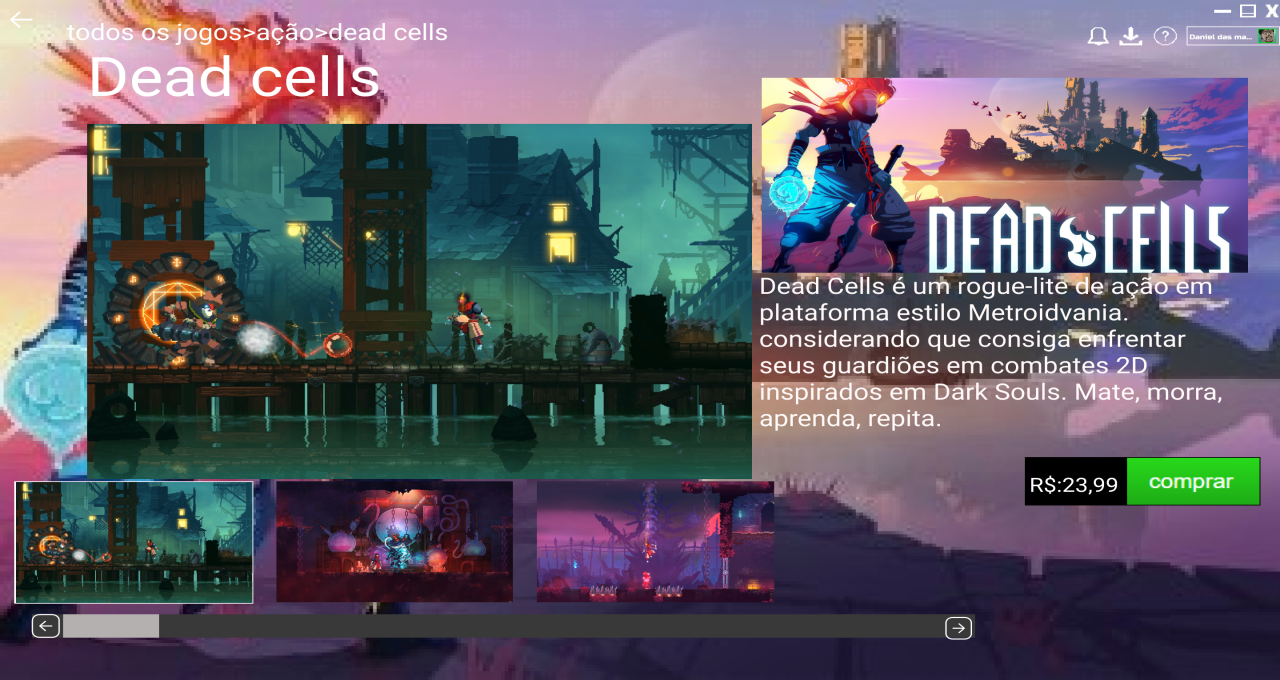 todos os jogos>ação>dead cells
Dead cells
X
?
Daniel das ma...
DEAD CELLS
Dead Cells é um rogue-lite de ação em
plataforma estilo Metroidvania.
considerando que consiga enfrentar
seus guardiões em combates 2D
inspirados em Dark Souls. Mate, morra,
aprenda, repita.
R$:23,99
comprar